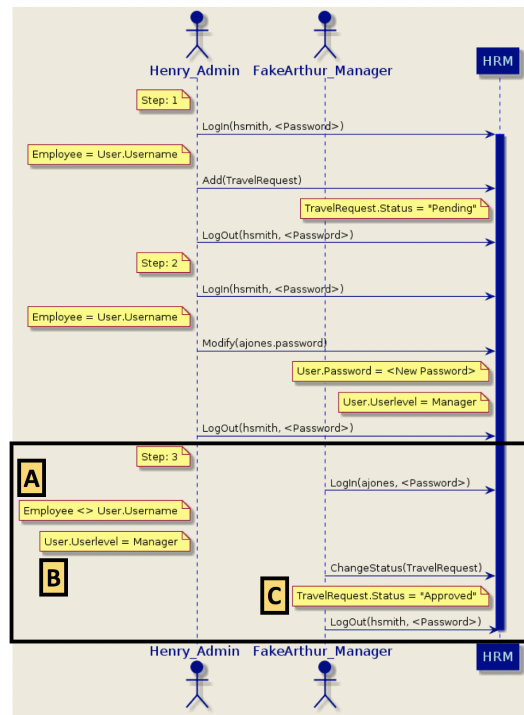 Henry_Admin FakeArthur_Manager HRM
Step: 1
LogIn(hsmith, <Password>)
Employee = User.Username
Add(TravelRequest)
TravelRequest.Status = "Pending"
LogOut(hsmith, <Password>)
Step: 2
LogIn(hsmith, <Password>)
Employee = User.Username
Modify(ajones.password)
User.Password = <New Password>
User.Userlevel = Manager
LogOut(hsmith, <Password>)
Step: 3
A
LogIn(ajones, <Password>)
Employee <> User.Username
User.Userlevel = Manager
B
ChangeStatus(TravelRequest)
C
TravelRequest.Status = "Approved"
LogOut(hsmith, <Password>)
Henry_Admin FakeArthur_Manager HRM